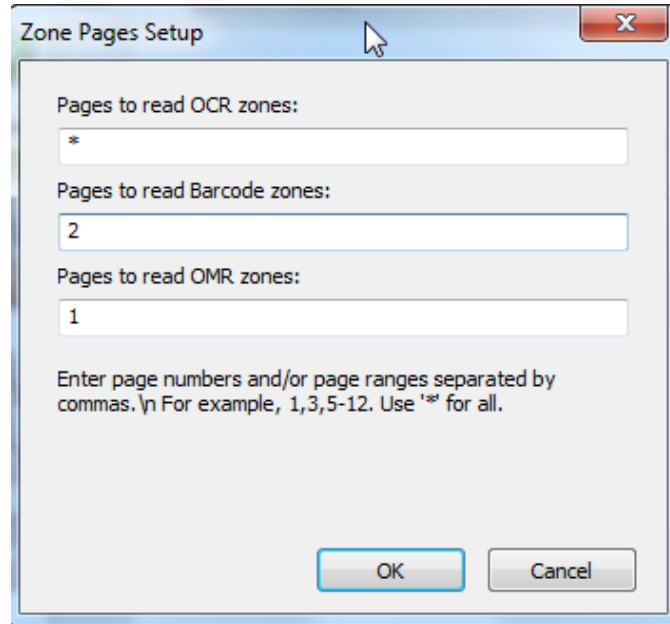 Zone Pages Setup
Pages to read OCR zones:
*
Pages to read Barcode zones:
2
Pages to read OMR zones:
1
Enter page numbers and/or page ranges separated by
commas.\n For example, 1,3,5-12. Use '*' for all.
OK
Cancel